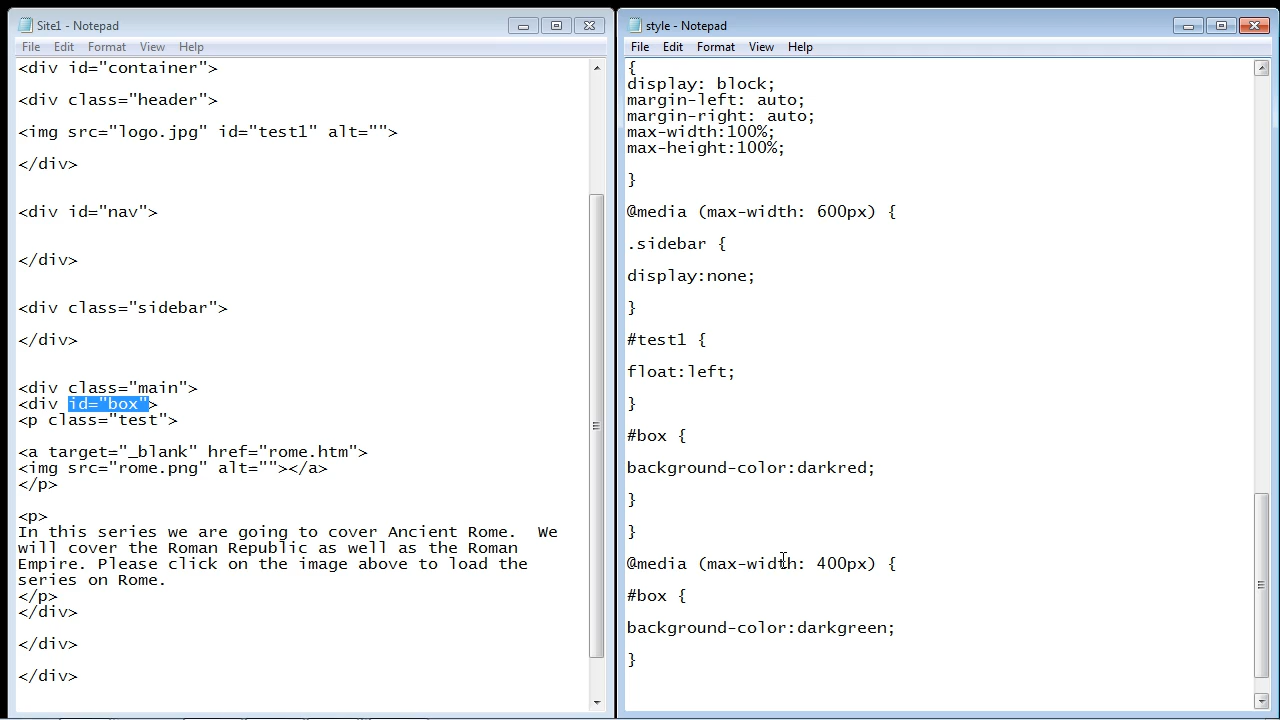 Site1 - Notepad
File Edit Format View Help
<div id="container">
<div class="header">
<img src="logo.jpg" id="test1" alt="">
</div>
<div id="nav">
</div>
<div class="sidebar">
</div>
<div class="main">
<div id="box">
<p class="test">
<a target="_blank" href="rome.htm">
<img src="rome.png" alt=""></a>
</p>
<p>
In this series we are going to cover Ancient Rome.  We
will cover the Roman Republic as well as the Roman
Empire. Please click on the image above to load the
series on Rome.
</p>
</div>
</div>
</div>
style - Notepad
File Edit Format View Help
{
display: block;
margin-left: auto;
margin-right: auto;
max-width:100%;
max-height:100%;
}
@media (max-width: 600px) {
.sidebar {
display:none;
}
#test1 {
float:left;
}
#box {
background-color:darkred;
}
}
@media (max-width: 400px) {
#box {
background-color:darkgreen;
}